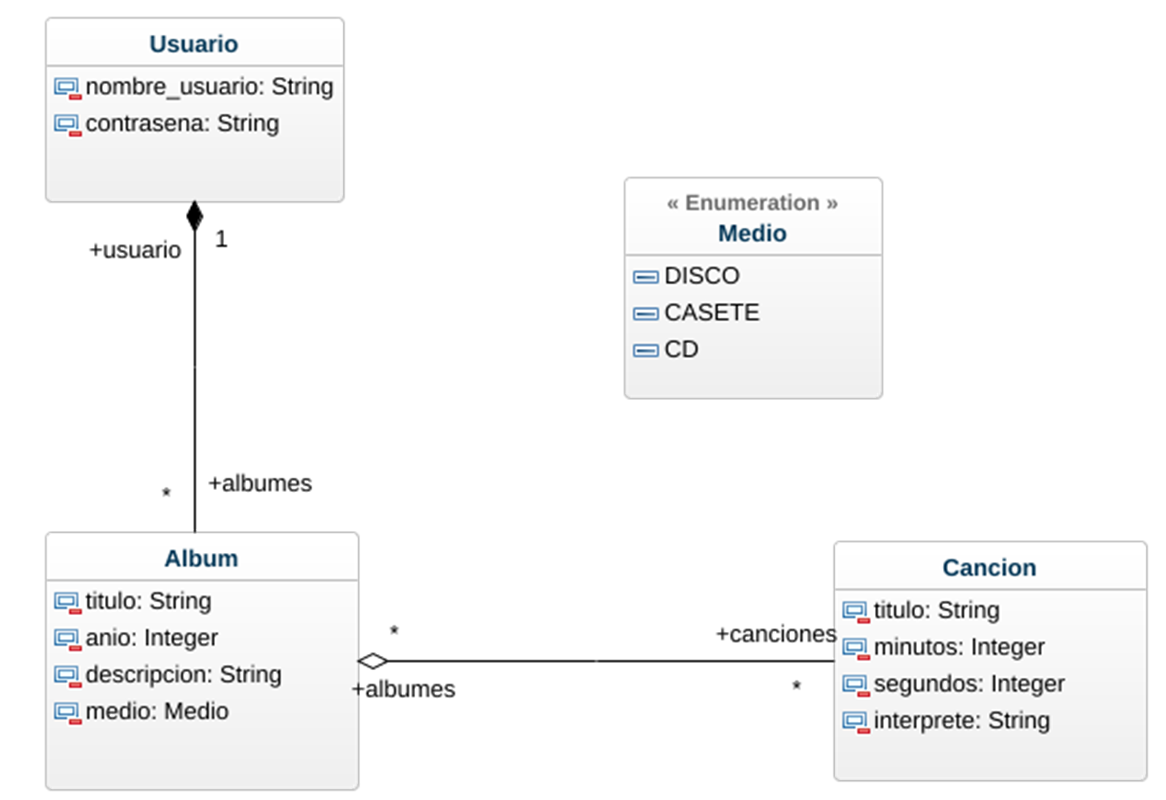 Usuario
nombre_usuario: String
contrasena: String
+usuario
1
« Enumeration »
Medio
DISCO
CASETE
CD
*
+albumes
Album
titulo: String
anio: Integer
descripcion: String
medio: Medio
*
+albumes
+canciones
*
Cancion
titulo: String
minutos: Integer
segundos: Integer
interprete: String